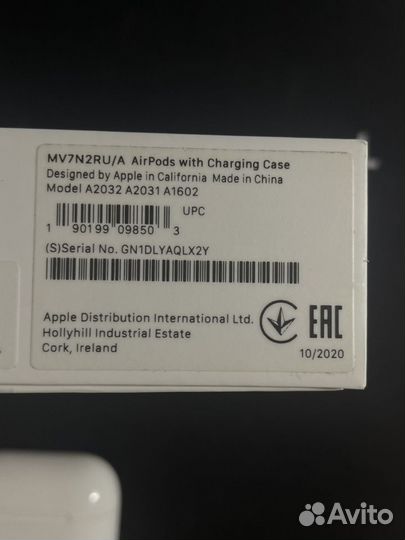 MV7N2RU/A AirPods with Charging Case
Designed by Apple in California Made in China
Model A2032 A2031 A1602
UPC
1 90199 09850 3
(S)Serial No. GN1DLYAQLX2Y
Apple Distribution International Ltd.
Hollyhill Industrial Estate
Cork, Ireland
EAC
10/2020
Avito